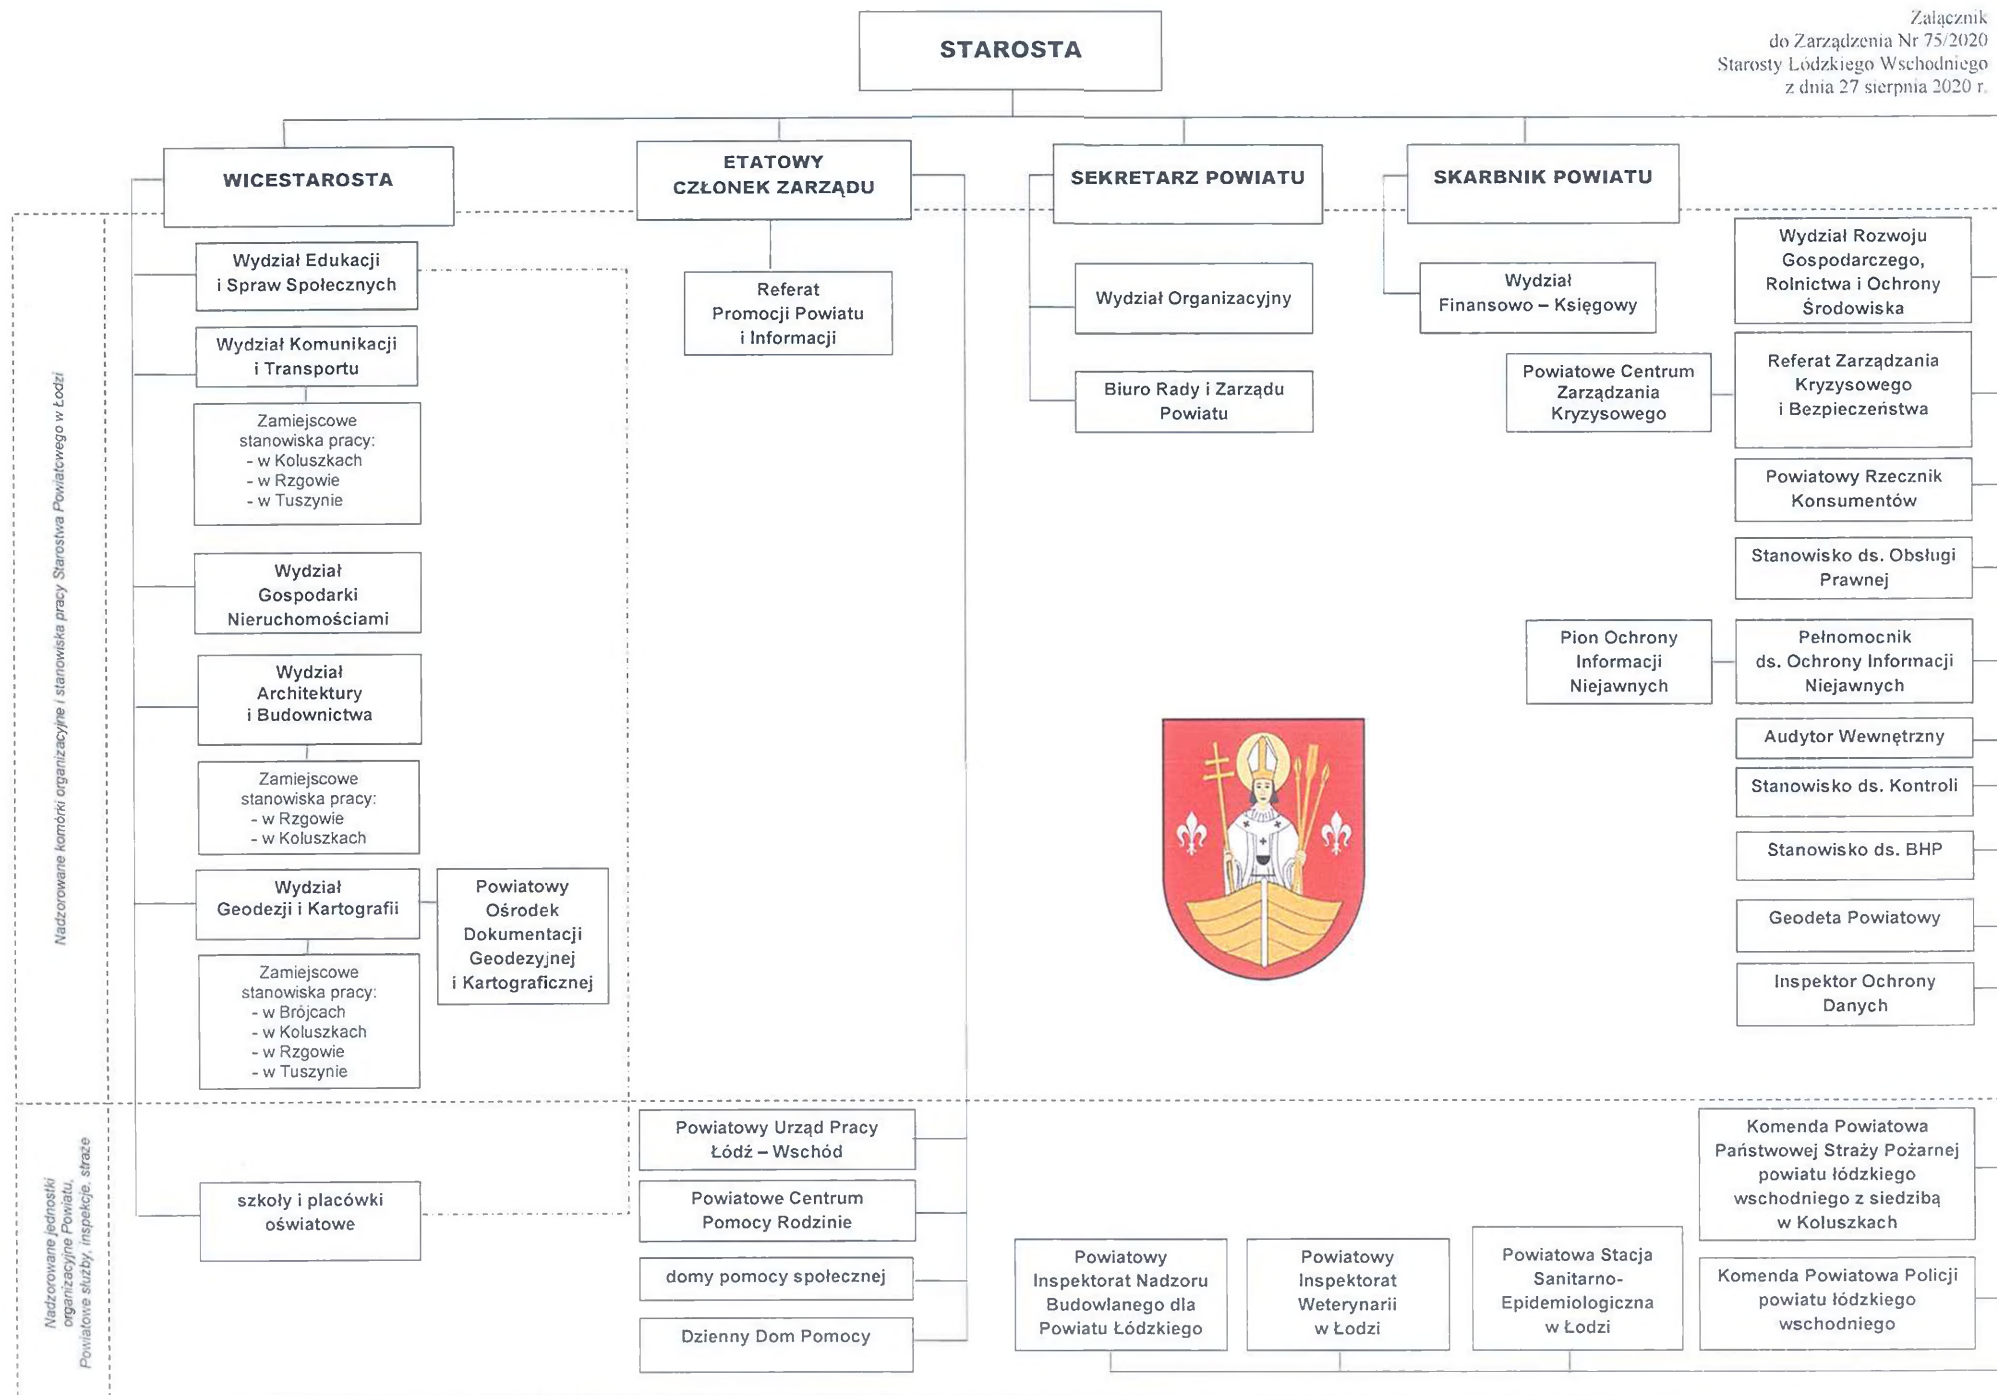 Załącznik
do Zarządzenia Nr 75/2020
Starosty Łódzkiego Wschodniego
z dnia 27 sierpnia 2020 r.
STAROSTA
WICESTAROSTA
ETATOWY
CZŁONEK ZARZĄDU
SEKRETARZ POWIATU
SKARBNIK POWIATU
Nadzorowane komórki organizacyjne i stanowiska pracy Starostwa Powiatowego w Łodzi
Wydział Edukacji
i Spraw Społecznych
Wydział Komunikacji
i Transportu
Zamiejscowe
stanowiska pracy:
- w Koluszkach
- w Rzgowie
- w Tuszynie
Wydział
Gospodarki
Nieruchomościami
Wydział
Architektury
i Budownictwa
Zamiejscowe
stanowiska pracy:
- w Rzgowie
- w Koluszkach
Wydział
Geodezji i Kartografii
Powiatowy
Ośrodek
Dokumentacji
Geodezyjnej
i Kartograficznej
Zamiejscowe
stanowiska pracy:
- w Brójcach
- w Koluszkach
- w Rzgowie
- w Tuszynie
Referat
Promocji Powiatu
i Informacji
Wydział Organizacyjny
Biuro Rady i Zarządu
Powiatu
Wydział
Finansowo – Księgowy
Wydział Rozwoju
Gospodarczego,
Rolnictwa i Ochrony
Środowiska
Powiatowe Centrum
Zarządzania
Kryzysowego
Referat Zarządzania
Kryzysowego
i Bezpieczeństwa
Powiatowy Rzecznik
Konsumentów
Stanowisko ds. Obsługi
Prawnej
Pion Ochrony
Informacji
Niejawnych
Pełnomocnik
ds. Ochrony Informacji
Niejawnych
Audytor Wewnętrzny
Stanowisko ds. Kontroli
Stanowisko ds. BHP
Geodeta Powiatowy
Inspektor Ochrony
Danych
Nadzorowane jednostki
organizacyjne Powiatu,
Powiatowe służby, inspekcje, straże
szkoły i placówki
oświatowe
Powiatowy Urząd Pracy
Łódź – Wschód
Powiatowe Centrum
Pomocy Rodzinie
domy pomocy społecznej
Dzienny Dom Pomocy
Powiatowy
Inspektorat Nadzoru
Budowlanego dla
Powiatu Łódzkiego
Powiatowy
Inspektorat
Weterynarii
w Łodzi
Powiatowa Stacja
Sanitarno-
Epidemiologiczna
w Łodzi
Komenda Powiatowa
Państwowej Straży Pożarnej
powiatu łódzkiego
wschodniego z siedzibą
w Koluszkach
Komenda Powiatowa Policji
powiatu łódzkiego
wschodniego